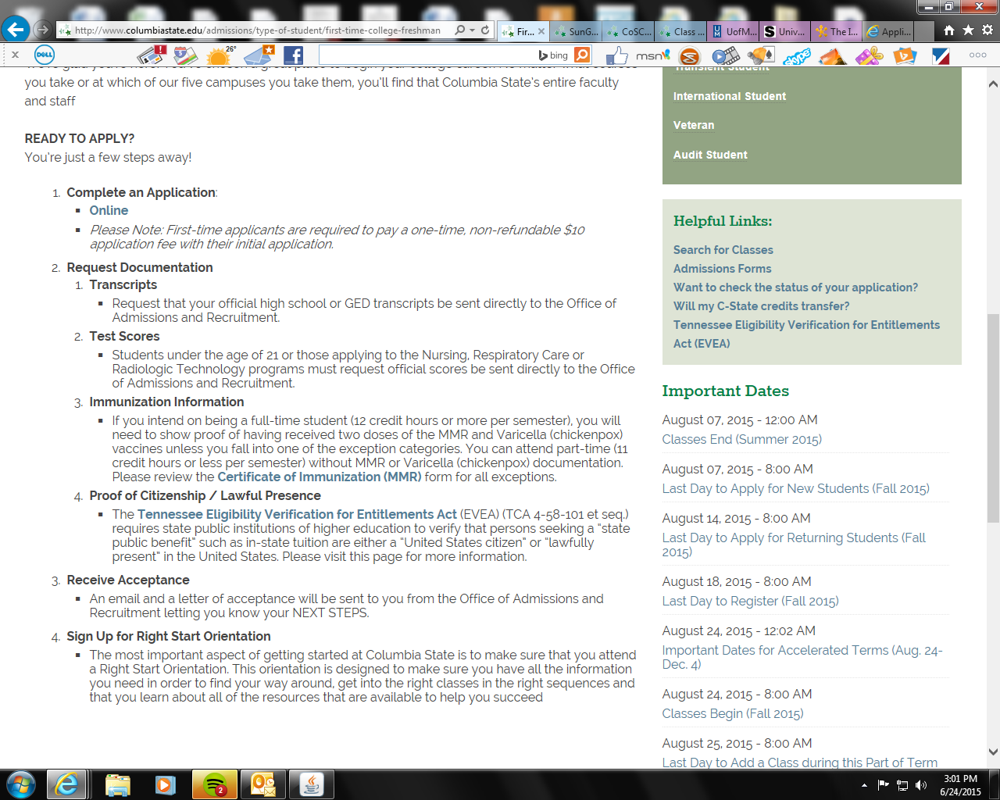 http://www.columbiastate.edu/admissions/type-of-student/first-time-college-freshman
Fir...
SunG...
CoSC...
Class ...
UofM...
Univ...
The I...
Appli...
DELL
26°
bing
msn
skype
you take or at which of our five campuses you take them, you'll find that Columbia State's entire faculty
and staff
READY TO APPLY?
You're just a few steps away!
1. Complete an Application:
Online
Please Note: First-time applicants are required to pay a one-time, non-refundable $10
application fee with their initial application.
2. Request Documentation
1. Transcripts
Request that your official high school or GED transcripts be sent directly to the Office of
Admissions and Recruitment.
2. Test Scores
Students under the age of 21 or those applying to the Nursing, Respiratory Care or
Radiologic Technology programs must request official scores be sent directly to the Office
of Admissions and Recruitment.
3. Immunization Information
If you intend on being a full-time student (12 credit hours or more per semester), you will
need to show proof of having received two doses of the MMR and Varicella (chickenpox)
vaccines unless you fall into one of the exception categories. You can attend part-time (11
credit hours or less per semester) without MMR or Varicella (chickenpox) documentation.
Please review the Certificate of Immunization (MMR) form for all exceptions.
4. Proof of Citizenship / Lawful Presence
The Tennessee Eligibility Verification for Entitlements Act (EVEA) (TCA 4-58-101 et seq.)
requires state public institutions of higher education to verify that persons seeking a "state
public benefit" such as in-state tuition are either a "United States citizen" or "lawfully
present" in the United States. Please visit this page for more information.
3. Receive Acceptance
An email and a letter of acceptance will be sent to you from the Office of Admissions and
Recruitment letting you know your NEXT STEPS.
4. Sign Up for Right Start Orientation
The most important aspect of getting started at Columbia State is to make sure that you attend
a Right Start Orientation. This orientation is designed to make sure you have all the information
you need in order to find your way around, get into the right classes in the right sequences and
that you learn about all of the resources that are available to help you succeed
Transient Student
International Student
Veteran
Audit Student
Helpful Links:
Search for Classes
Admissions Forms
Want to check the status of your application?
Will my C-State credits transfer?
Tennessee Eligibility Verification for Entitlements
Act (EVEA)
Important Dates
August 07, 2015 - 12:00 AM
Classes End (Summer 2015)
August 07, 2015 - 8:00 AM
Last Day to Apply for New Students (Fall 2015)
August 14, 2015 - 8:00 AM
Last Day to Apply for Returning Students (Fall
2015)
August 18, 2015 - 8:00 AM
Last Day to Register (Fall 2015)
August 24, 2015 - 12:02 AM
Important Dates for Accelerated Terms (Aug. 24-
Dec. 4)
August 24, 2015 - 8:00 AM
Classes Begin (Fall 2015)
August 25, 2015 - 8:00 AM
Last Day to Add a Class during this Part of Term
2
3:01 PM
6/24/2015